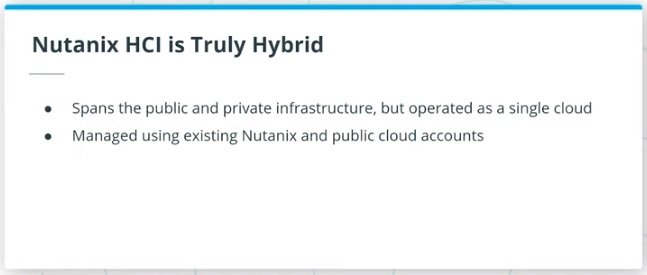 Nutanix HCI is Truly Hybrid
● Spans the public and private infrastructure, but operated as a single cloud
● Managed using existing Nutanix and public cloud accounts